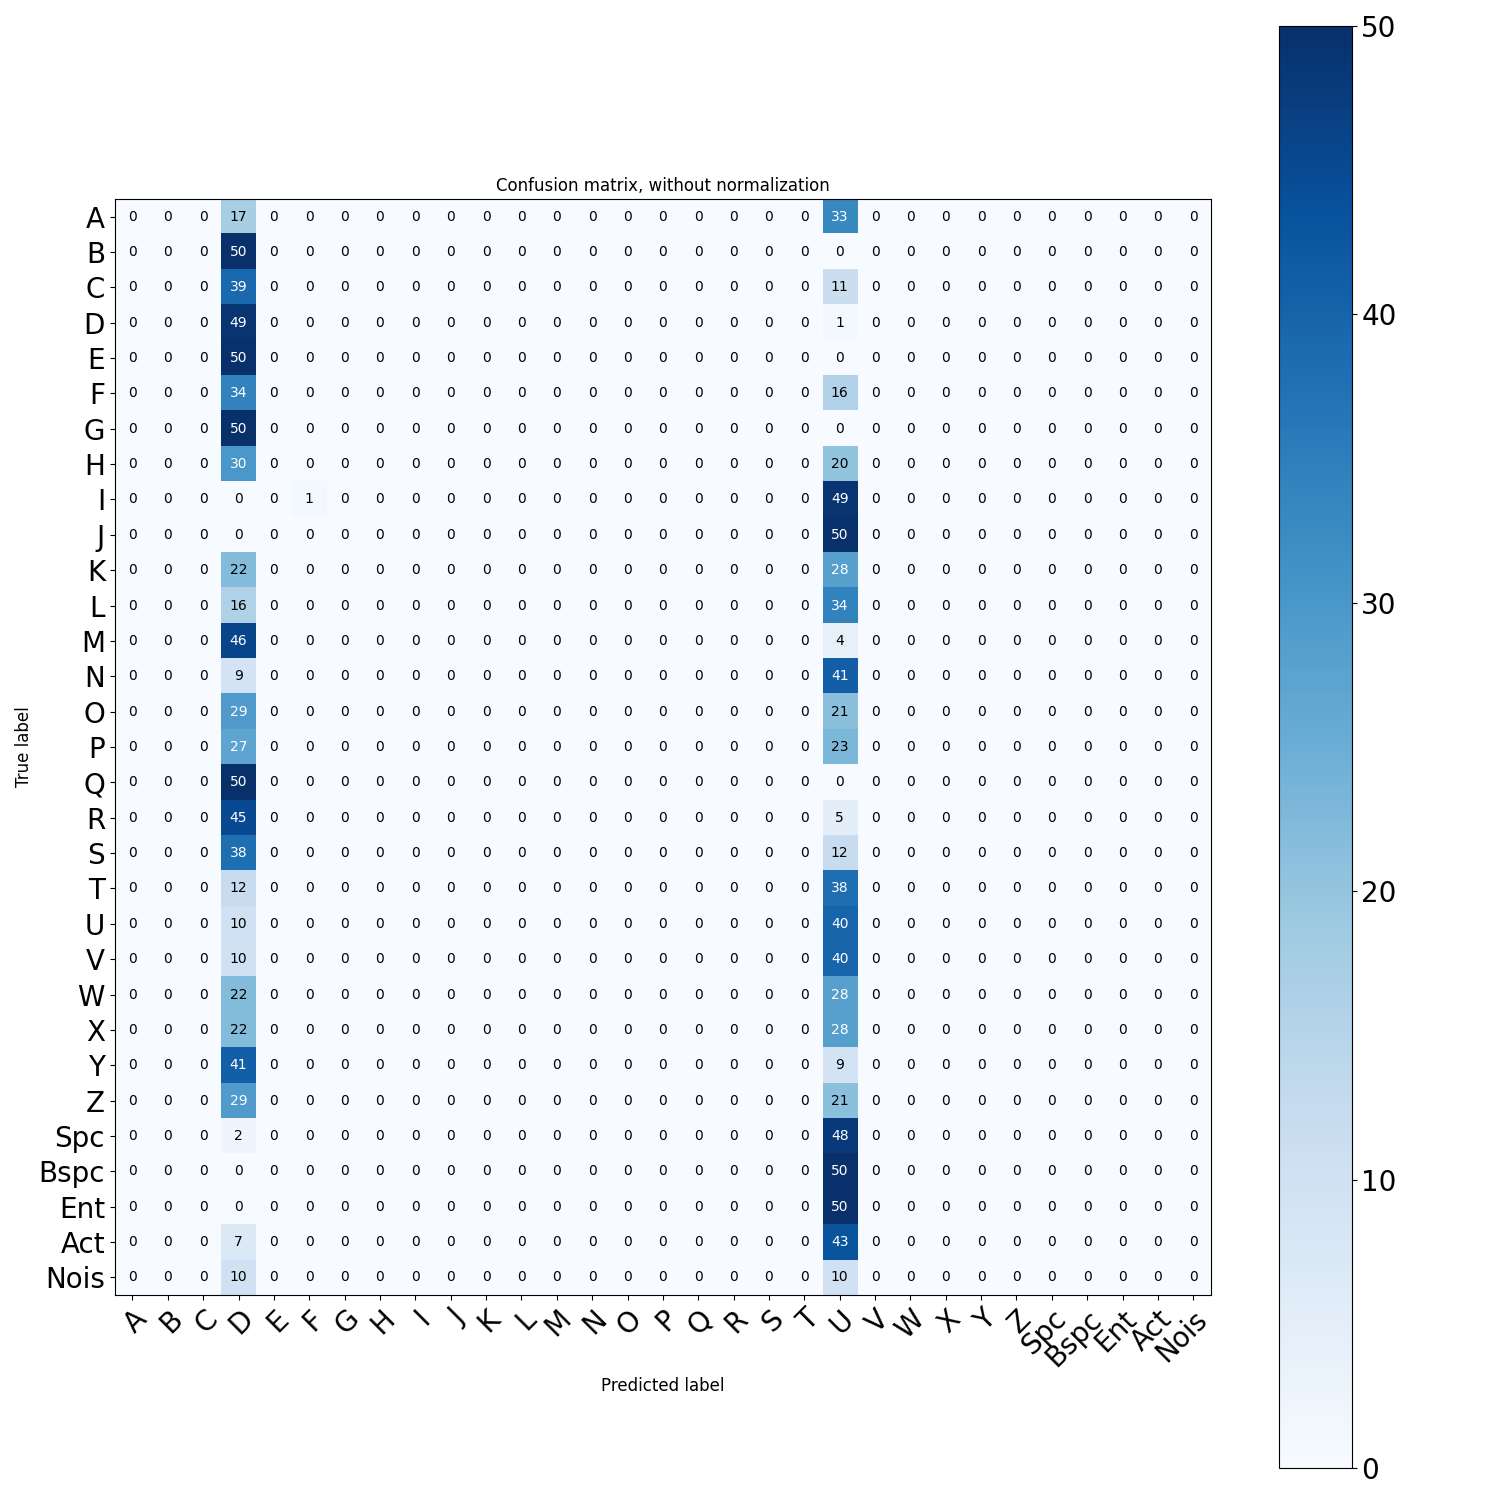 Confusion matrix, without normalization
True label
A 0 0 0 17 0 0 0 0 0 0 0 0 0 0 0 0 0 0 0 0 33 0 0 0 0 0 0 0 0 0 0
B 0 0 0 50 0 0 0 0 0 0 0 0 0 0 0 0 0 0 0 0 0 0 0 0 0 0 0 0 0 0 0
C 0 0 0 39 0 0 0 0 0 0 0 0 0 0 0 0 0 0 0 0 11 0 0 0 0 0 0 0 0 0 0
D 0 0 0 49 0 0 0 0 0 0 0 0 0 0 0 0 0 0 0 0 1 0 0 0 0 0 0 0 0 0 0
E 0 0 0 50 0 0 0 0 0 0 0 0 0 0 0 0 0 0 0 0 0 0 0 0 0 0 0 0 0 0 0
F 0 0 0 34 0 0 0 0 0 0 0 0 0 0 0 0 0 0 0 0 16 0 0 0 0 0 0 0 0 0 0
G 0 0 0 50 0 0 0 0 0 0 0 0 0 0 0 0 0 0 0 0 0 0 0 0 0 0 0 0 0 0 0
H 0 0 0 30 0 0 0 0 0 0 0 0 0 0 0 0 0 0 0 0 20 0 0 0 0 0 0 0 0 0 0
I 0 0 0 0 0 1 0 0 0 0 0 0 0 0 0 0 0 0 0 0 49 0 0 0 0 0 0 0 0 0 0
J 0 0 0 0 0 0 0 0 0 0 0 0 0 0 0 0 0 0 0 0 50 0 0 0 0 0 0 0 0 0 0
K 0 0 0 22 0 0 0 0 0 0 0 0 0 0 0 0 0 0 0 0 28 0 0 0 0 0 0 0 0 0 0
L 0 0 0 16 0 0 0 0 0 0 0 0 0 0 0 0 0 0 0 0 34 0 0 0 0 0 0 0 0 0 0
M 0 0 0 46 0 0 0 0 0 0 0 0 0 0 0 0 0 0 0 0 4 0 0 0 0 0 0 0 0 0 0
N 0 0 0 9 0 0 0 0 0 0 0 0 0 0 0 0 0 0 0 0 41 0 0 0 0 0 0 0 0 0 0
O 0 0 0 29 0 0 0 0 0 0 0 0 0 0 0 0 0 0 0 0 21 0 0 0 0 0 0 0 0 0 0
P 0 0 0 27 0 0 0 0 0 0 0 0 0 0 0 0 0 0 0 0 23 0 0 0 0 0 0 0 0 0 0
Q 0 0 0 50 0 0 0 0 0 0 0 0 0 0 0 0 0 0 0 0 0 0 0 0 0 0 0 0 0 0 0
R 0 0 0 45 0 0 0 0 0 0 0 0 0 0 0 0 0 0 0 0 5 0 0 0 0 0 0 0 0 0 0
S 0 0 0 38 0 0 0 0 0 0 0 0 0 0 0 0 0 0 0 0 12 0 0 0 0 0 0 0 0 0 0
T 0 0 0 12 0 0 0 0 0 0 0 0 0 0 0 0 0 0 0 0 38 0 0 0 0 0 0 0 0 0 0
U 0 0 0 10 0 0 0 0 0 0 0 0 0 0 0 0 0 0 0 0 40 0 0 0 0 0 0 0 0 0 0
V 0 0 0 10 0 0 0 0 0 0 0 0 0 0 0 0 0 0 0 0 40 0 0 0 0 0 0 0 0 0 0
W 0 0 0 22 0 0 0 0 0 0 0 0 0 0 0 0 0 0 0 0 28 0 0 0 0 0 0 0 0 0 0
X 0 0 0 22 0 0 0 0 0 0 0 0 0 0 0 0 0 0 0 0 28 0 0 0 0 0 0 0 0 0 0
Y 0 0 0 41 0 0 0 0 0 0 0 0 0 0 0 0 0 0 0 0 9 0 0 0 0 0 0 0 0 0 0
Z 0 0 0 29 0 0 0 0 0 0 0 0 0 0 0 0 0 0 0 0 21 0 0 0 0 0 0 0 0 0 0
Spc 0 0 0 2 0 0 0 0 0 0 0 0 0 0 0 0 0 0 0 0 48 0 0 0 0 0 0 0 0 0 0
Bspc 0 0 0 0 0 0 0 0 0 0 0 0 0 0 0 0 0 0 0 0 50 0 0 0 0 0 0 0 0 0 0
Ent 0 0 0 0 0 0 0 0 0 0 0 0 0 0 0 0 0 0 0 0 50 0 0 0 0 0 0 0 0 0 0
Act 0 0 0 7 0 0 0 0 0 0 0 0 0 0 0 0 0 0 0 0 43 0 0 0 0 0 0 0 0 0 0
Nois 0 0 0 10 0 0 0 0 0 0 0 0 0 0 0 0 0 0 0 0 10 0 0 0 0 0 0 0 0 0 0
A B C D E F G H I J K L M N O P Q R S T U V W X Y Z Spc Bspc Ent Act Nois
Predicted label
50
40
30
20
10
0